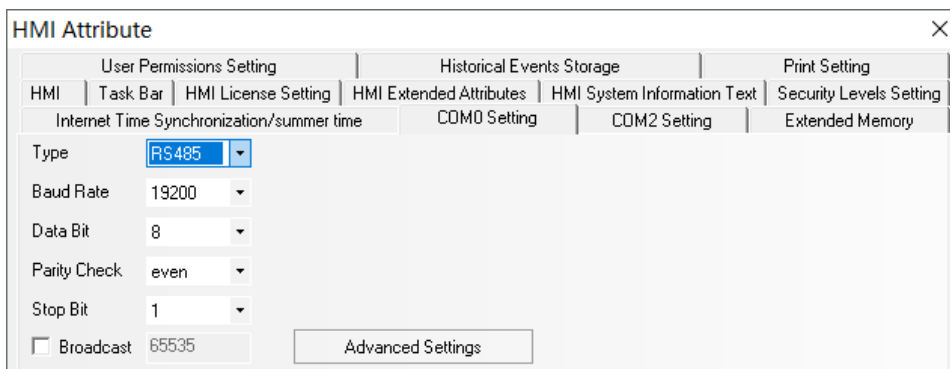 HMI Attribute
User Permissions Setting Historical Events Storage Print Setting
HMI Task Bar HMI License Setting HMI Extended Attributes HMI System Information Text Security Levels Setting
Internet Time Synchronization/summer time COM0 Setting COM2 Setting Extended Memory
Type RS485
Baud Rate 19200
Data Bit 8
Parity Check even
Stop Bit 1
Broadcast 65535 Advanced Settings